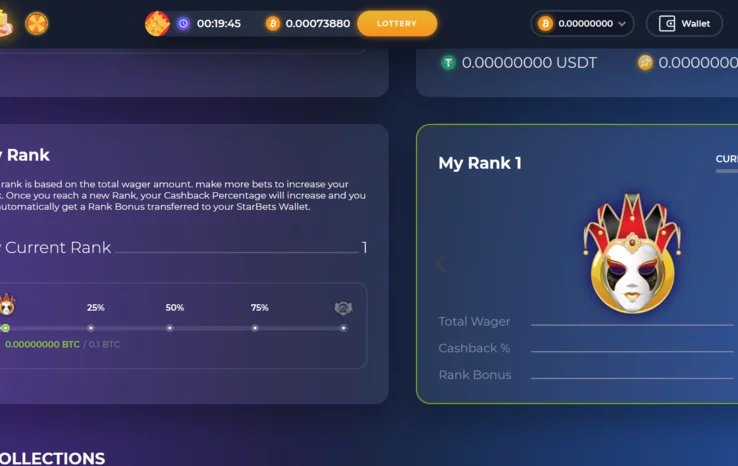 00:19:45
0.00073880
LOTTERY
0.00000000
Wallet
0.00000000 USDT
0.0000000
Rank
rank is based on the total wager amount. make more bets to increase your
. Once you reach a new Rank, your Cashback Percentage will increase and you
automatically get a Rank Bonus transferred to your StarBets Wallet.
Current Rank 1
25%
50%
75%
0.00000000 BTC / 0.1 BTC
My Rank 1
CURR
Total Wager
Cashback %
Rank Bonus
OLLECTIONS